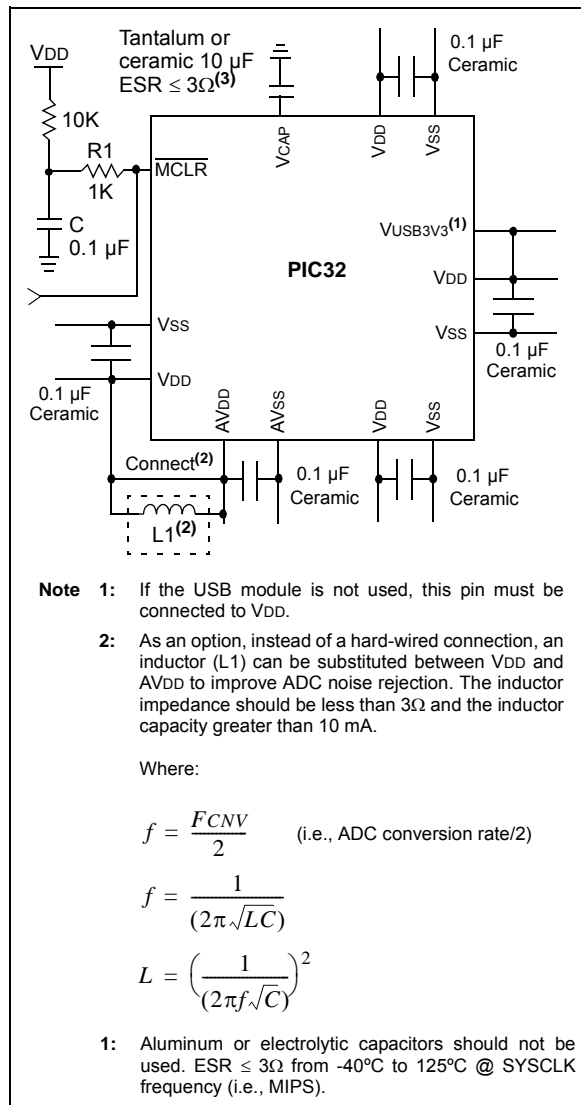 VDD
Tantalum or
ceramic 10 µF
ESR ≤ 3Ω(3)
0.1 µF
Ceramic
10K
R1
1K
MCLR
VCAP
VDD
VSS
C
0.1 µF
VUSB3V3(1)
PIC32
VDD
VSS
VSS
VDD
0.1 µF
Ceramic
0.1 µF
Ceramic
AVDD
AVSS
VDD
VSS
Connect(2)
0.1 µF
Ceramic
0.1 µF
Ceramic
L1(2)
Note 1: If the USB module is not used, this pin must be
connected to VDD.
2: As an option, instead of a hard-wired connection, an
inductor (L1) can be substituted between VDD and
AVDD to improve ADC noise rejection. The inductor
impedance should be less than 3Ω and the inductor
capacity greater than 10 mA.
Where:
f = FCNV / 2 (i.e., ADC conversion rate/2)
f = 1 / (2π√LC)
L = (1 / (2πf√C))²
1: Aluminum or electrolytic capacitors should not be
used. ESR ≤ 3Ω from -40ºC to 125ºC @ SYSCLK
frequency (i.e., MIPS).